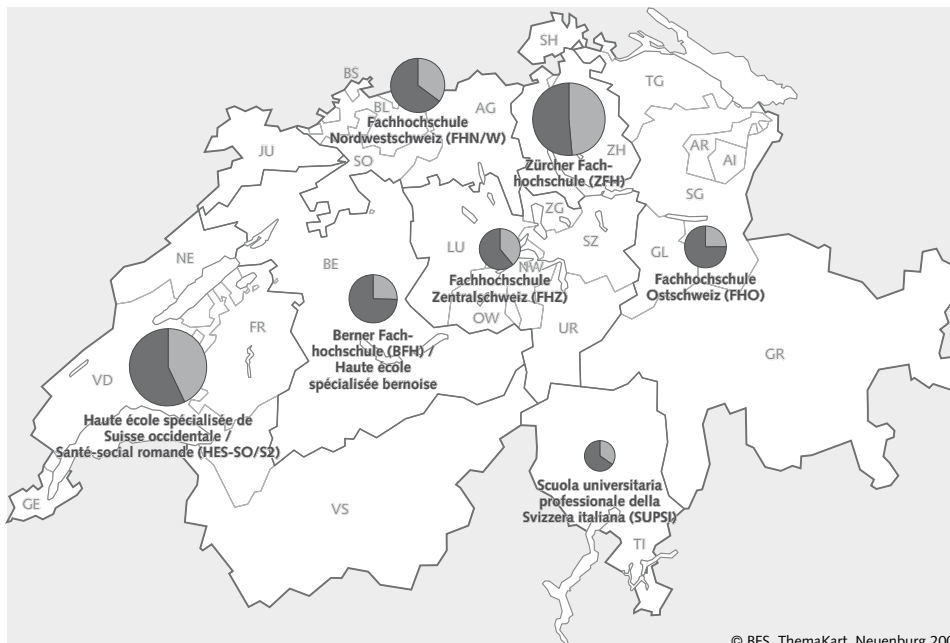 SH
BS
TG
BL
AG
Fachhochschule
Nordwestschweiz (FHN/W)
JU
SO
ZH
AR
AI
Zürcher Fach-
hochschule (ZFH)
SG
ZG
NE
BE
LU
SZ
GL
NW
Fachhochschule
Zentralschweiz (FHZ)
Fachhochschule
Ostschweiz (FHO)
OW
UR
FR
Berner Fach-
hochschule (BFH) /
Haute école
spécialisée bernoise
GR
VD
Haute école spécialisée de
Suisse occidentale /
Santé-social romande (HES-SO/S2)
GE
VS
Scuola universitaria
professionale della
Svizzera italiana (SUPSI)
TI
© BFS, ThemaKart, Neuenburg